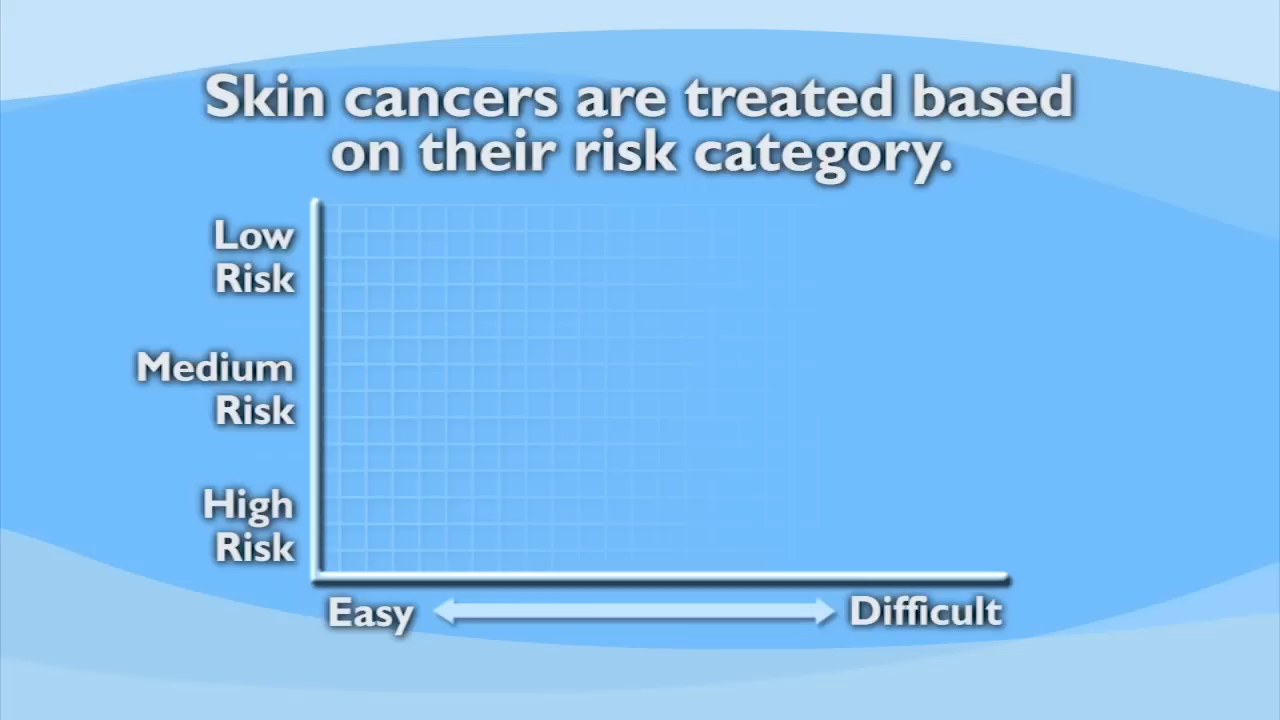 Skin cancers are treated based
on their risk category.
Low
Risk
Medium
Risk
High
Risk
Easy
Difficult